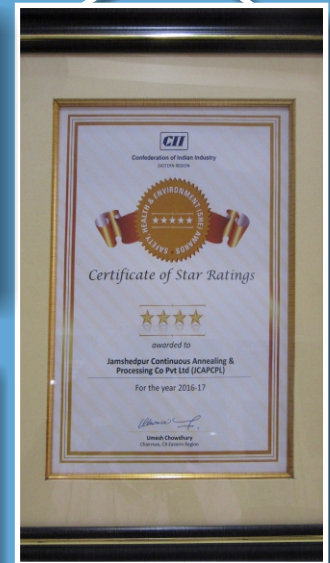 CII
Confederation of Indian Industry
EASTERN REGION
SAFETY, HEALTH & ENVIRONMENT (SHE) AWARDS
Certificate of Star Ratings
awarded to
Jamshedpur Continuous Annealing &
Processing Co Pvt Ltd (JCAPCPL)
For the year 2016-17
Umesh Chowdhary
Chairman, CII Eastern Region